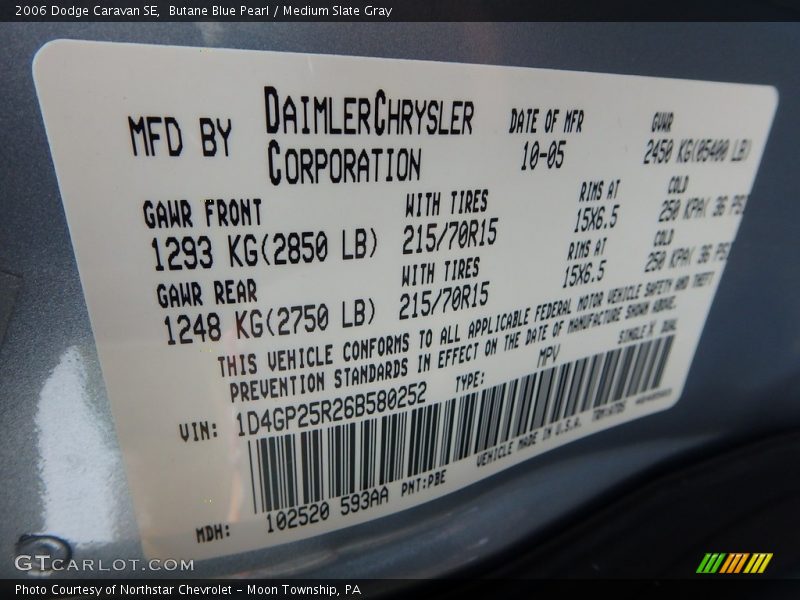 2006 Dodge Caravan SE,  Butane Blue Pearl / Medium Slate Gray
MFD BY DAIMLERCHRYSLER CORPORATION
DATE OF MFR
10-05
GVWR
2450 KG(05400 LB)
GAWR FRONT
1293 KG(2850 LB)
WITH TIRES
215/70R15
RIMS AT
15X6.5
COLD
250 KPA( 36 PSI
GAWR REAR
1248 KG(2750 LB)
WITH TIRES
215/70R15
RIMS AT
15X6.5
COLD
250 KPA( 36 PS
THIS VEHICLE CONFORMS TO ALL APPLICABLE FEDERAL MOTOR VEHICLE SAFETY AND THEFT
PREVENTION STANDARDS IN EFFECT ON THE DATE OF MANUFACTURE SHOWN ABOVE.
VIN: 1D4GP25R26B580252 TYPE: MPV SINGLE X DUAL
MDH: 102520 593AA PNT:PBE VEHICLE MADE IN U.S.A.
GTCARLOT.COM
Photo Courtesy of Northstar Chevrolet – Moon Township, PA